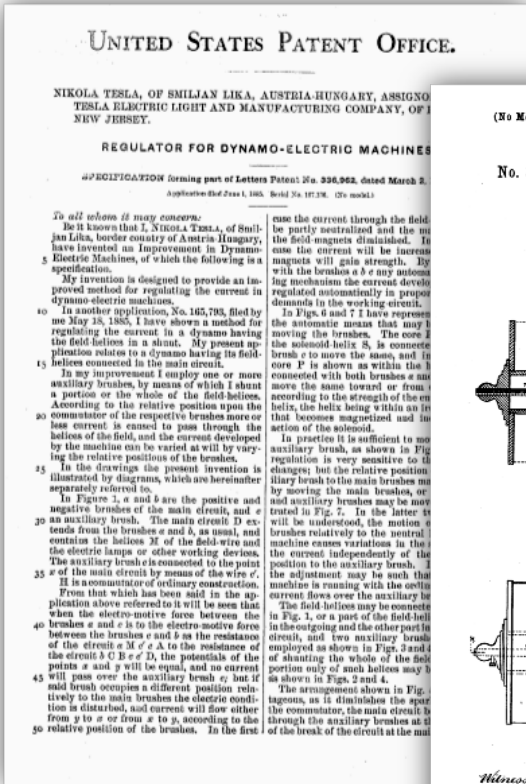 UNITED STATES PATENT OFFICE.
NIKOLA TESLA, OF SMILJAN LIKA, AUSTRIA-HUNGARY, ASSIGNO
TESLA ELECTRIC LIGHT AND MANUFACTURING COMPANY, OF
NEW JERSEY.
REGULATOR FOR DYNAMO-ELECTRIC MACHINES
SPECIFICATION forming part of Letters Patent No. 336,962, dated March 2,
Application filed June 1, 1885. Serial No. (No model.)
To all whom it may concern:
Be it known that I, NIKOLA TESLA, of Smil-
jan Lika, border country of Austria-Hungary,
have invented an Improvement in Dynamo-
5 Electric Machines, of which the following is a
specification.
My invention is designed to provide an im-
proved method for regulating the current in
dynamo-electric machines.
10 In another application, No. 165,793, filed by
me May 18, 1885, I have shown a method for
regulating the current in a dynamo having
the field-helices in a shunt. My present ap-
plication relates to a dynamo having its field-
15 helices connected in the main circuit.
In my improvement I employ one or more
auxiliary brushes, by means of which I shunt
a portion or the whole of the field-helices.
According to the relative position upon the
20 commutator of the respective brushes more or
less current is caused to pass through the
helices of the field, and the current developed
by the machine can be varied at will by vary-
ing the relative positions of the brushes.
25 In the drawings the present invention is
illustrated by diagrams, which are hereinafter
separately referred to.
In Figure 1, a and b are the positive and
negative brushes of the main circuit, and c
30 an auxiliary brush. The main circuit D ex-
tends from the brushes a and b, as usual, and
contains the helices M of the field-wire and
the electric lamps or other working devices.
The auxiliary brush c is connected to the point
35 x of the main circuit by means of the wire c'.
H is a commutator of ordinary construction.
From that which has been said in the ap-
plication above referred to it will be seen that
when the electro-motive force between the
40 brushes a and c is to the electro-motive force
between the brushes c and b as the resistance
of the circuit a M c' c A to the resistance of
the circuit b C B c c' D, the potentials of the
points x and y will be equal, and no current
45 will pass over the auxiliary brush c; but if
said brush occupies a different position rela-
tively to the main brushes the electric condi-
tion is disturbed, and current will flow either
from y to x or from x to y, according to the
50 relative position of the brushes. In the first
case the current through the field-
be partly neutralized and the
the field-magnets diminished. In
case the current will be increase
magnets will gain strength. By
with the brushes a b c any
ing mechanism the current develo
regulated automatically in propor
demands in the working circuit.
In Figs. 6 and 7 I have represen
the automatic means that may
moving the brushes. The core
the solenoid-helix S, is connecte
brush c to move the same, and in
core P is shown as within the h
connected with both brushes a
move the same toward or from
according to the strength of the
helix, the helix being within an
that becomes magnetized and
action of the solenoid.
In practice it is sufficient to mo
auxiliary brush, as shown in Fig
regulation is very sensitive to
changes; but the relative position
iliary brush to the main brushes ma
by moving the main brushes, or
and auxiliary brushes may be mov
trated in Fig. 7. In the latter
will be understood, the motion
brushes relatively to the neutral
machine causes variations in the
the current independently of the
position to the auxiliary brush.
the adjustment may be such tha
machine is running with the ordin
current flows over the auxiliary b
The field-helices may be connecte
in Fig. 1, or a part of the field-heli
in the outgoing and the other part in
circuit, and two auxiliary brush
employed as shown in Figs. 3 and 4
of shunting the whole of the fiel
portion only of such helices may b
as shown in Figs. 2 and 4.
The arrangement shown in Fig.
tageous, as it diminishes the spar
the commutator, the main circuit b
through the auxiliary brushes at
of the break of the circuit at the mai
(No M
No.
Witness